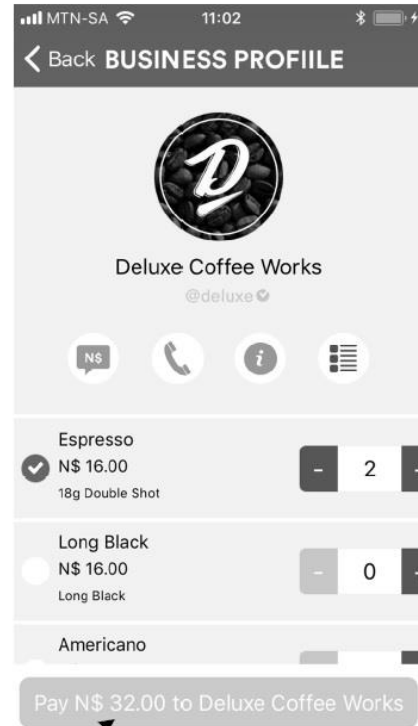 MTN-SA 11:02
Back BUSINESS PROFIILE
D
Deluxe Coffee Works
@deluxe
N$
i
Espresso
N$ 16.00
18g Double Shot
- 2
Long Black
N$ 16.00
Long Black
- 0
Americano
Pay N$ 32.00 to Deluxe Coffee Works